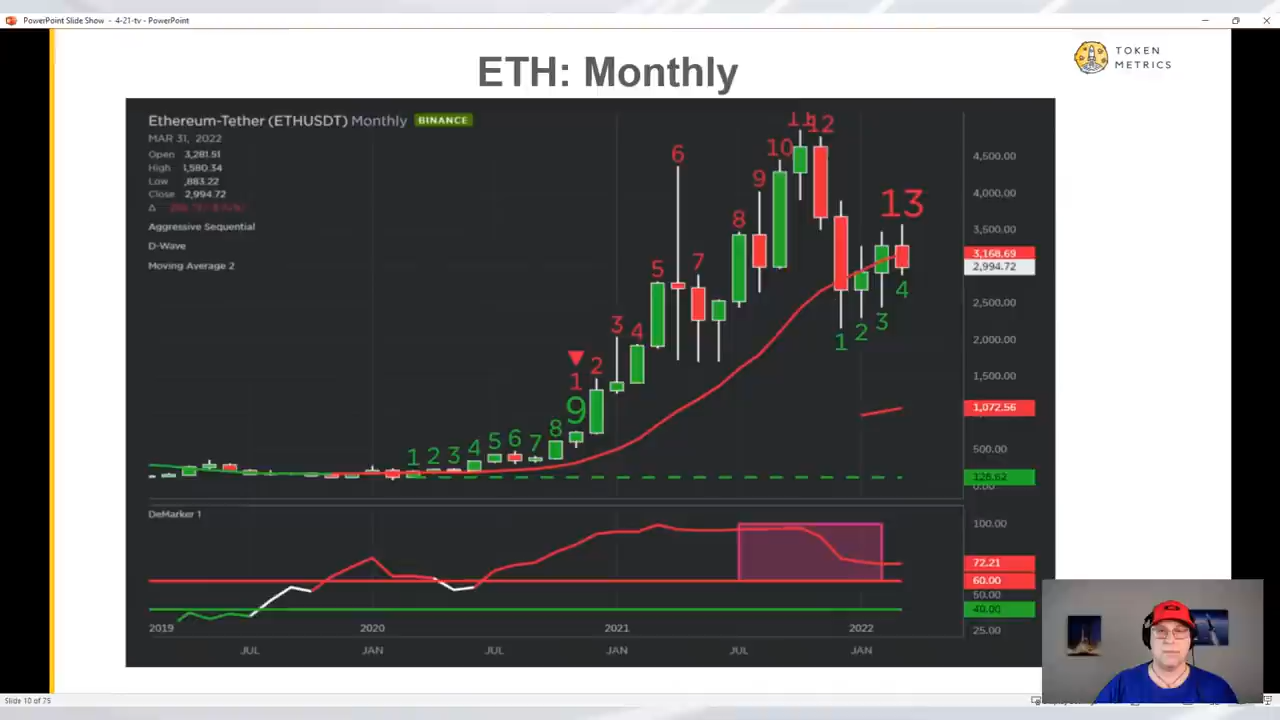 PowerPoint Slide Show - 4-21-tv - PowerPoint
ETH: Monthly
TOKEN
METRICS
Ethereum-Tether (ETHUSDT) Monthly BINANCE
MAR 31, 2022
Open 3,281.51
High
Low
Close 2,994.72
Δ
Aggressive Sequential
D-Wave
Moving Average 2
11 12
10
6
9
13
8
7
5
3 4
4
3
2
1
2
1
9
8
7
6
5
4
3
2
1
4,500.00
4,000.00
3,500.00
3,168.69
2,994.72
2,500.00
2,000.00
1,500.00
1,072.56
500.00
128.62
0.00
DeMarker 1
100.00
72.21
60.00
50.00
40.00
25.00
2019 2020 2021 2022
JUL JAN JUL JAN JUL JAN
Slide 10 of 75